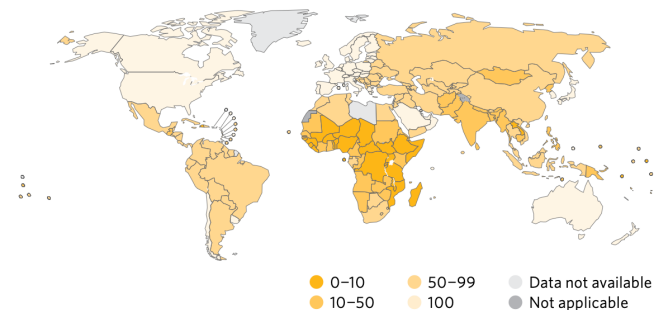 0–10 50–99 Data not available
10–50 100 Not applicable